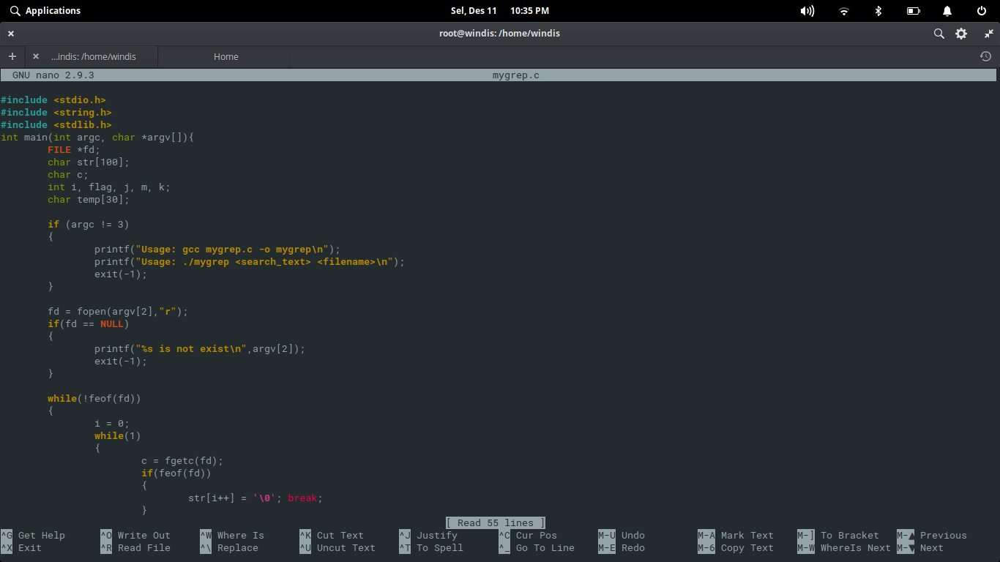 Applications
Sel, Des 11 10:35 PM
root@windis: /home/windis
...indis: /home/windis Home
GNU nano 2.9.3 mygrep.c
#include <stdio.h>
#include <string.h>
#include <stdlib.h>
int main(int argc, char *argv[]){
        FILE *fd;
        char str[100];
        char c;
        int i, flag, j, m, k;
        char temp[30];
        if (argc != 3)
        {
                printf("Usage: gcc mygrep.c -o mygrep\n");
                printf("Usage: ./mygrep <search_text> <filename>\n");
                exit(-1);
        }
        fd = fopen(argv[2],"r");
        if(fd == NULL)
        {
                printf("%s is not exist\n",argv[2]);
                exit(-1);
        }
        while(!feof(fd))
        {
                i = 0;
                while(1)
                {
                        c = fgetc(fd);
                        if(feof(fd))
                        {
                                str[i++] = '\0'; break;
                        }
[ Read 55 lines ]
^G Get Help ^O Write Out ^W Where Is ^K Cut Text ^J Justify ^C Cur Pos M-U Undo M-A Mark Text M-] To Bracket M-▲ Previous
^X Exit ^R Read File ^\ Replace ^U Uncut Text ^T To Spell ^_ Go To Line M-E Redo M-6 Copy Text M-W WhereIs Next M-▼ Next